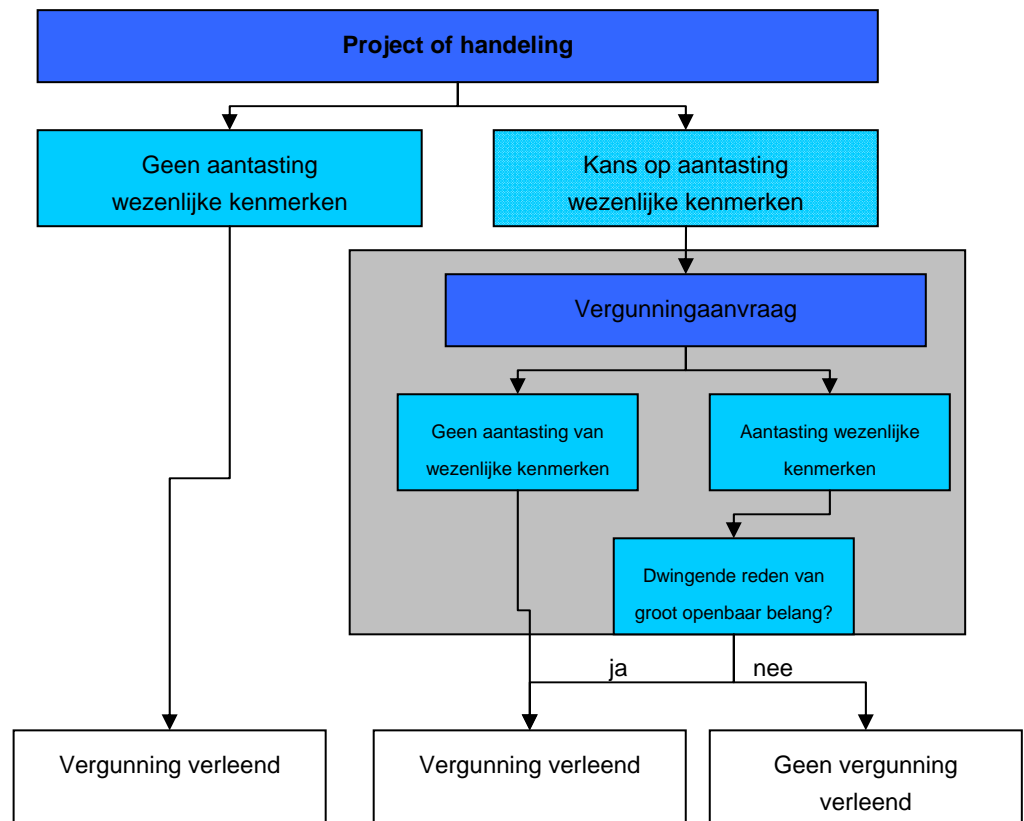 Project of handeling
Geen aantasting
wezenlijke kenmerken
Kans op aantasting
wezenlijke kenmerken
Vergunningaanvraag
Geen aantasting van
wezenlijke kenmerken
Aantasting wezenlijke
kenmerken
Dwingende reden van
groot openbaar belang?
ja
nee
Vergunning verleend
Vergunning verleend
Geen vergunning
verleend